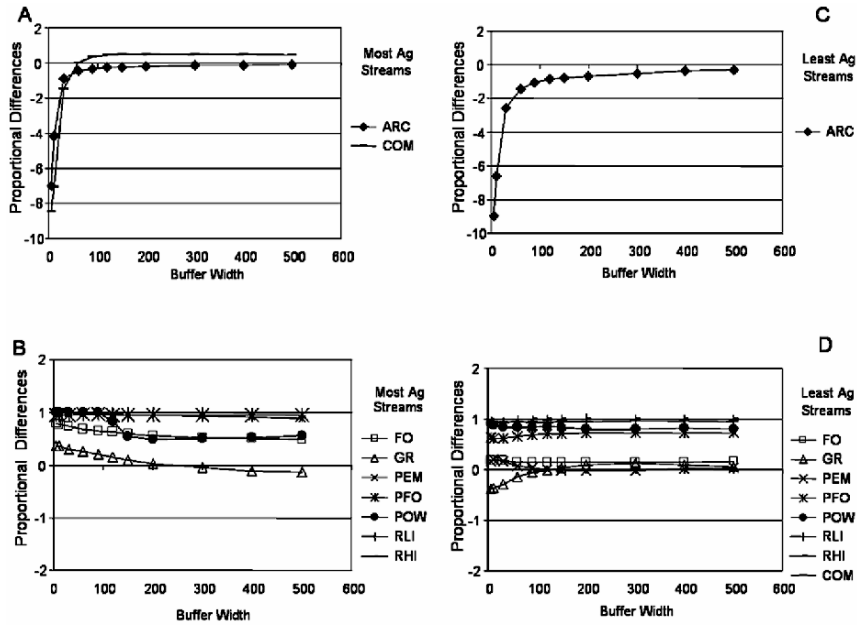 A
Proportional Differences
2
0
-2
-4
-6
-8
-10
0 100 200 300 400 500 600
Buffer Width
Most Ag
Streams
ARC
COM
C
Proportional Differences
2
0
-2
-4
-6
-8
-10
0 100 200 300 400 500 600
Buffer Width
Least Ag
Streams
ARC
B
Proportional Differences
2
1
0
-1
-2
0 100 200 300 400 500 600
Buffer Width
Most Ag
Streams
FO
GR
PEM
PFO
POW
RLI
RHI
D
Proportional Differences
2
1
0
-1
-2
0 100 200 300 400 500 600
Buffer Width
Least Ag
Streams
FO
GR
PEM
PFO
POW
RLI
RHI
COM